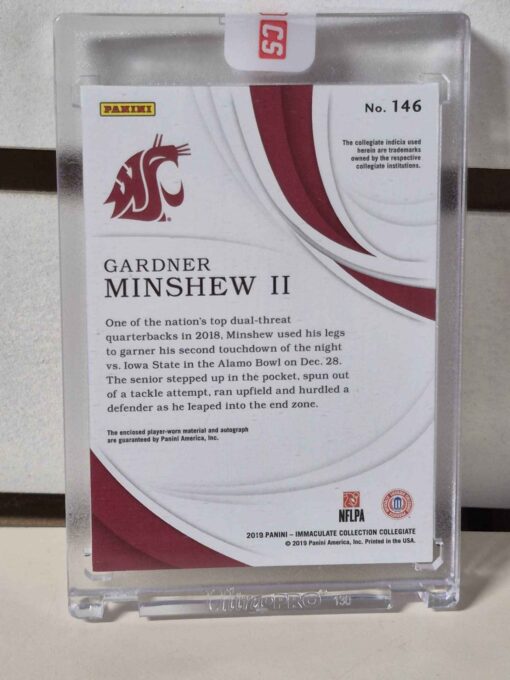 CS
PANINI
No. 146
The collegiate indicia used
herein are trademarks
owned by the respective
collegiate institutions.
WSC
GARDNER
MINSHEW II
One of the nation's top dual-threat
quarterbacks in 2018, Minshew used his legs
to garner his second touchdown of the night
vs. Iowa State in the Alamo Bowl on Dec. 28.
The senior stepped up in the pocket, spun out
of a tackle attempt, ran upfield and hurdled a
defender as he leaped into the end zone.
The enclosed player-worn material and autograph
are guaranteed by Panini America, Inc.
NFLPA
2019 PANINI – IMMACULATE COLLECTION COLLEGIATE
© 2019 Panini America, Inc. Printed in the USA.
Ultra PRO 130